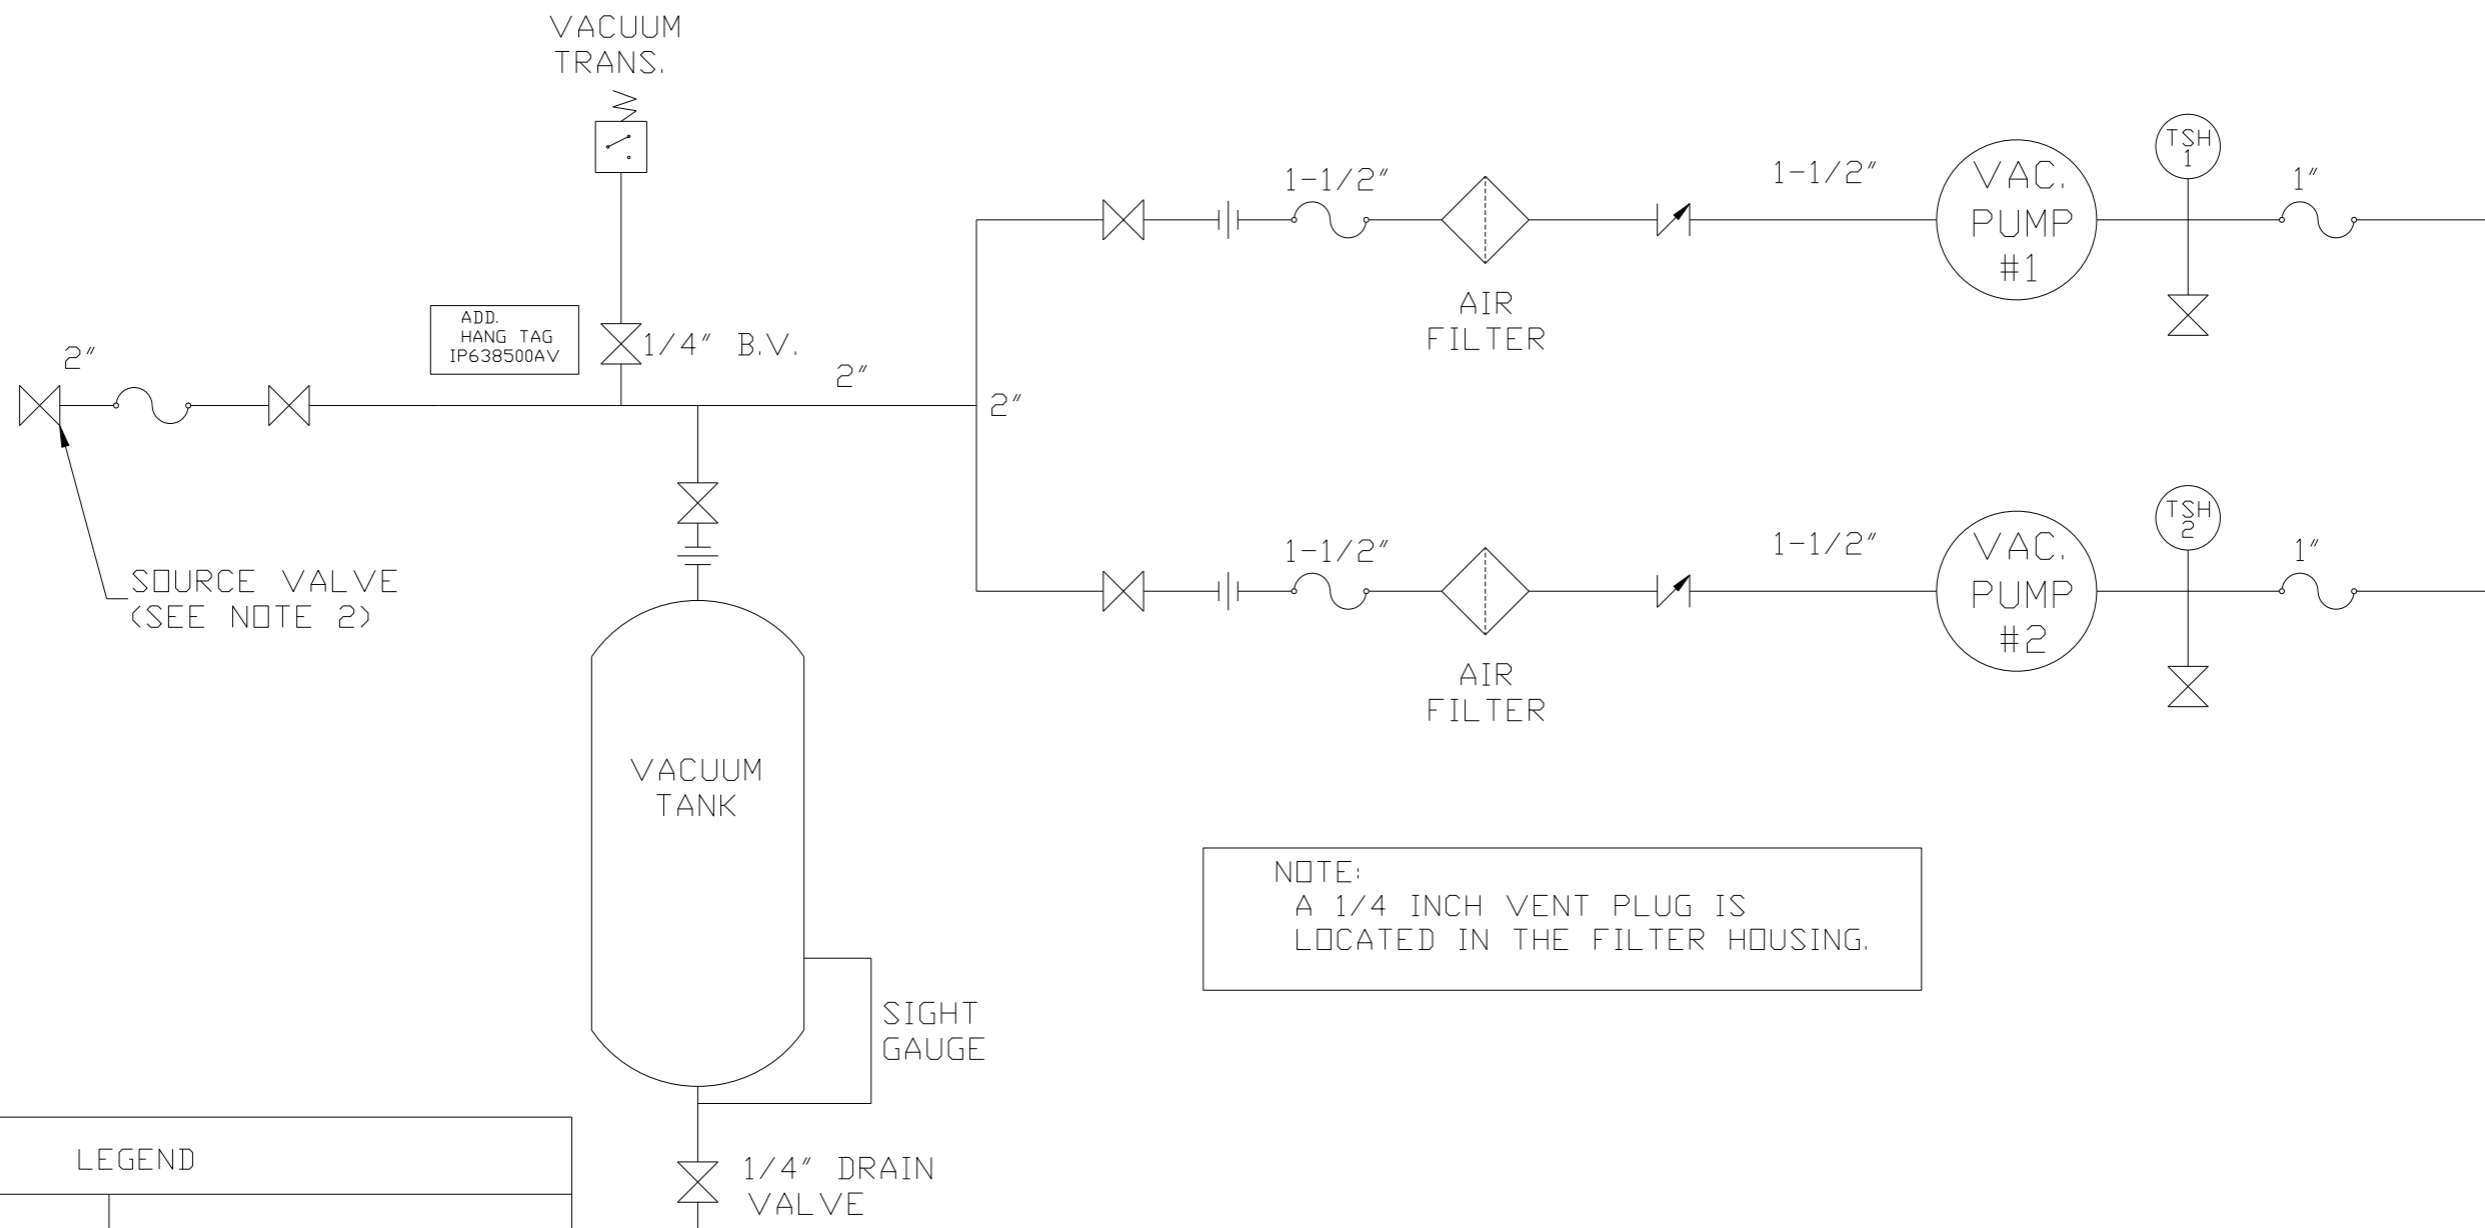 VACUUM
TRANS.
ADD.
HANG TAG
IP638500AV
1/4" B.V.
2"
2"
2"
SOURCE VALVE
(SEE NOTE 2)
1-1/2"
AIR
FILTER
1-1/2"
VAC.
PUMP
#1
TSH
1
1"
1-1/2"
AIR
FILTER
1-1/2"
VAC.
PUMP
#2
TSH
2
1"
VACUUM
TANK
SIGHT
GAUGE
NOTE:
A 1/4 INCH VENT PLUG IS
LOCATED IN THE FILTER HOUSING.
LEGEND
1/4" DRAIN
VALVE